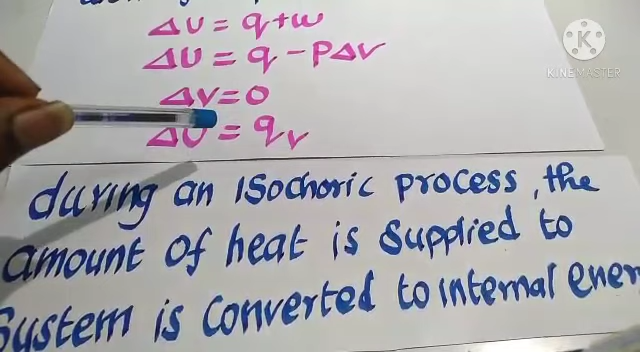 ΔU = q+w
ΔU = q - PΔV
ΔV=0
ΔU = qv
KINEMASTER
during an isochoric process, the
amount of heat is supplied to
system is converted to internal ener